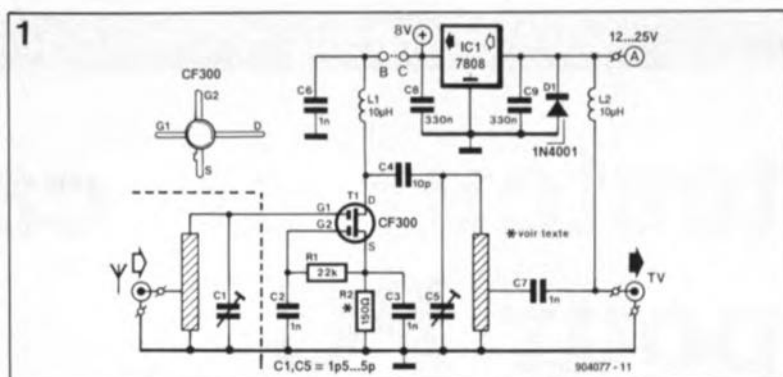 1
CF300
G2
G1
D
S
C6
1n
L1
10µH
B
C
8V
+
C8
330n
IC1
7808
C9
330n
D1
1N4001
12...25V
A
L2
10µH
C4
10p
T1
D
G1
G2
S
CF300
* voir texte
TV
C1
C2
1n
R1
22k
R2
*
150Ω
C3
1n
C5
C7
1n
C1,C5 = 1p5...5p
904077 - 11